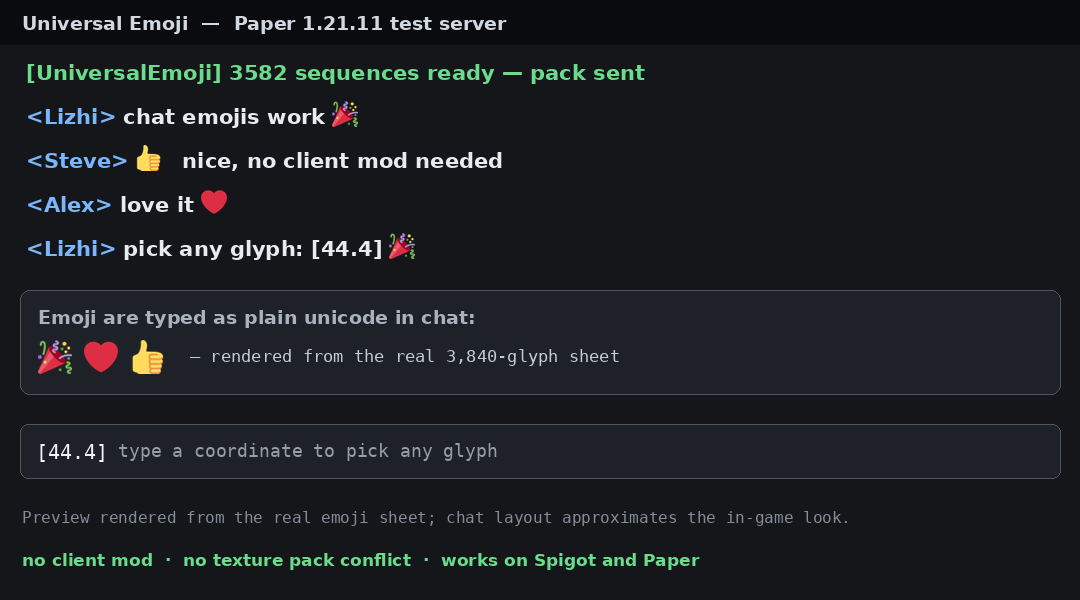 Universal Emoji — Paper 1.21.11 test server
[UniversalEmoji] 3582 sequences ready — pack sent
<Lizhi> chat emojis work 🎉
<Steve> 👍 nice, no client mod needed
<Alex> love it ❤️
<Lizhi> pick any glyph: [44.4] 🎉
Emoji are typed as plain unicode in chat:
🎉 ❤️ 👍 — rendered from the real 3,840-glyph sheet
[44.4] type a coordinate to pick any glyph
Preview rendered from the real emoji sheet; chat layout approximates the in-game look.
no client mod · no texture pack conflict · works on Spigot and Paper